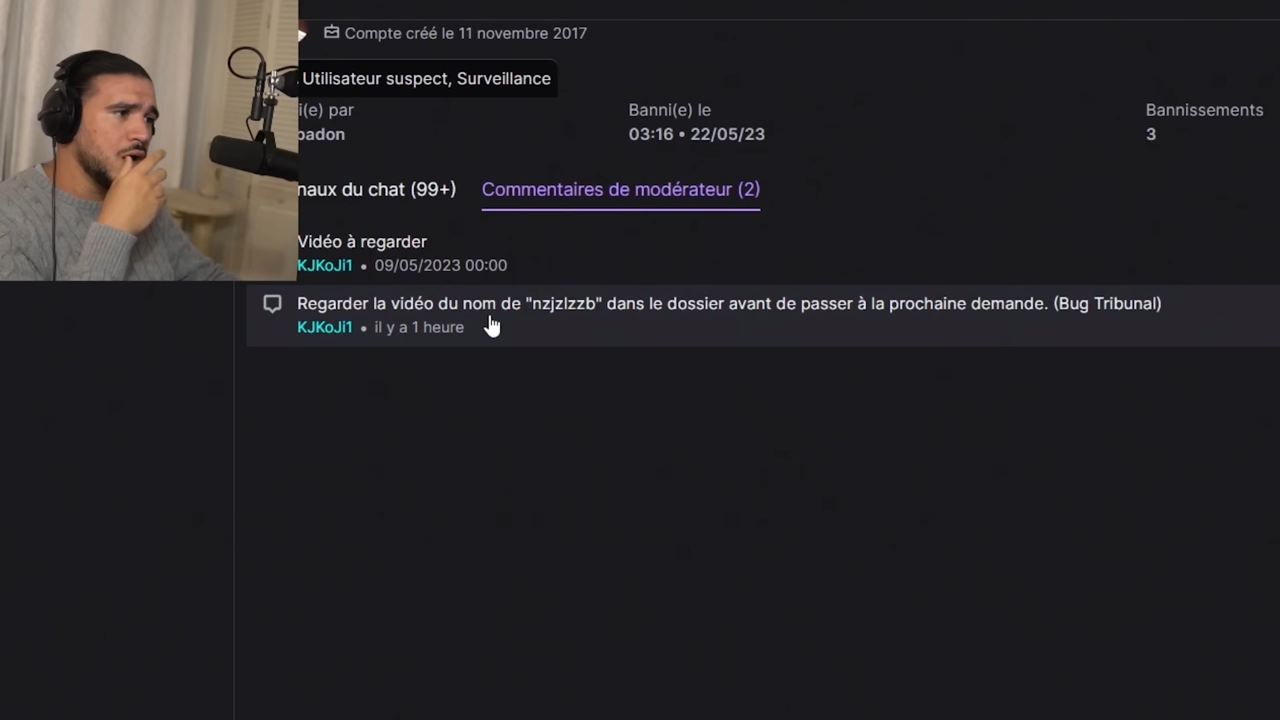 Compte créé le 11 novembre 2017
Utilisateur suspect, Surveillance
i(e) par
Banni(e) le
Bannissements
badon
03:16 • 22/05/23
3
naux du chat (99+)
Commentaires de modérateur (2)
Vidéo à regarder
KJKoJi1 • 09/05/2023 00:00
Regarder la vidéo du nom de "nzjzlzzb" dans le dossier avant de passer à la prochaine demande. (Bug Tribunal)
KJKoJi1 • il y a 1 heure